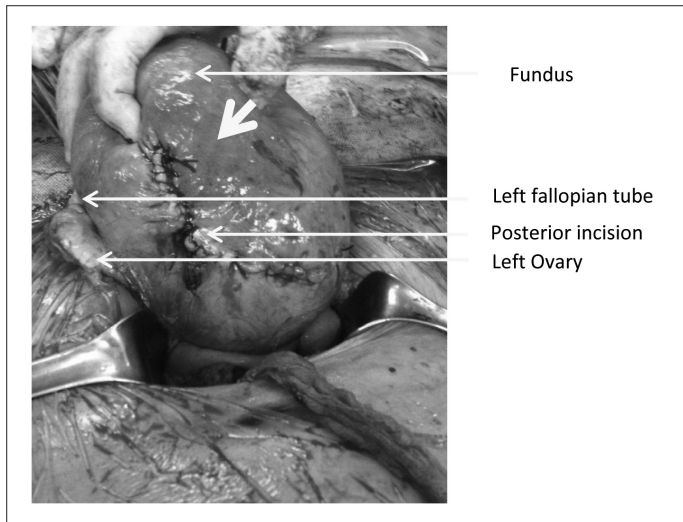 Fundus
Left fallopian tube
Posterior incision
Left Ovary